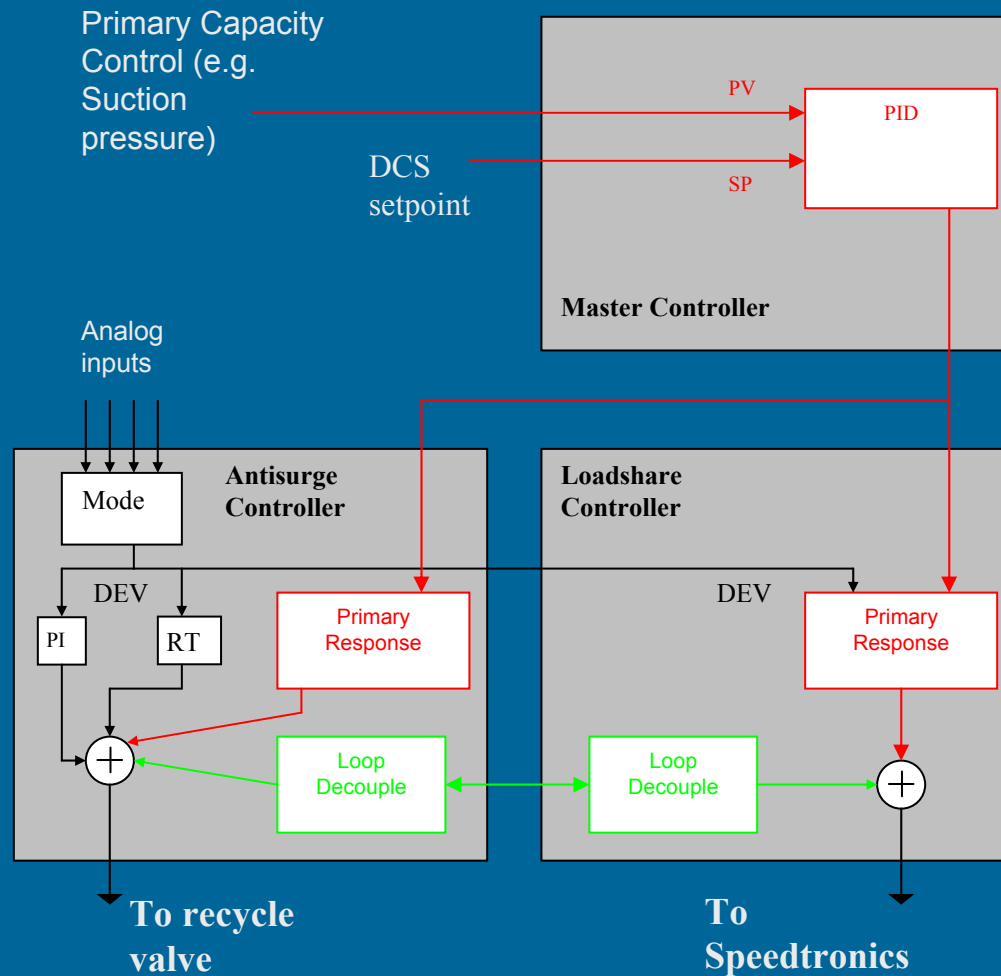 Primary Capacity
Control (e.g.
Suction
pressure)
PV
PID
DCS
setpoint
SP
Master Controller
Analog
inputs
Antisurge
Controller
Loadshare
Controller
Mode
DEV
DEV
PI
RT
Primary
Response
Primary
Response
Loop
Decouple
Loop
Decouple
To recycle
valve
To
Speedtronics